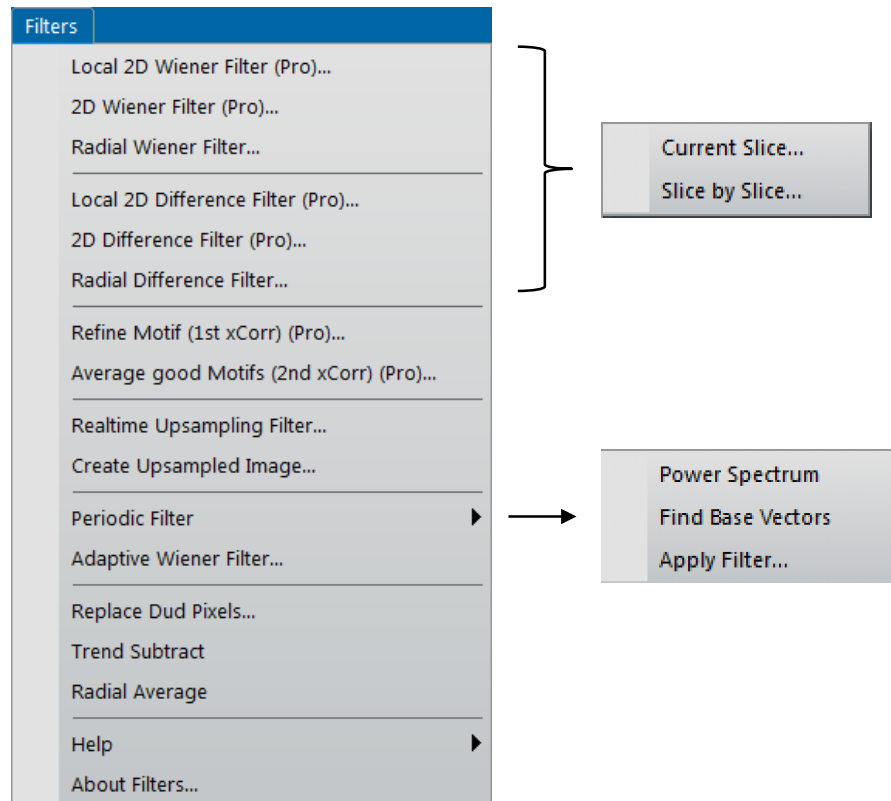 Filters
Local 2D Wiener Filter (Pro)...
2D Wiener Filter (Pro)...
Radial Wiener Filter...
Local 2D Difference Filter (Pro)...
2D Difference Filter (Pro)...
Radial Difference Filter...
Refine Motif (1st xCorr) (Pro)...
Average good Motifs (2nd xCorr) (Pro)...
Realtime Upsampling Filter...
Create Upsampled Image...
Periodic Filter
Adaptive Wiener Filter...
Replace Dud Pixels...
Trend Subtract
Radial Average
Help
About Filters...
Current Slice...
Slice by Slice...
Power Spectrum
Find Base Vectors
Apply Filter...